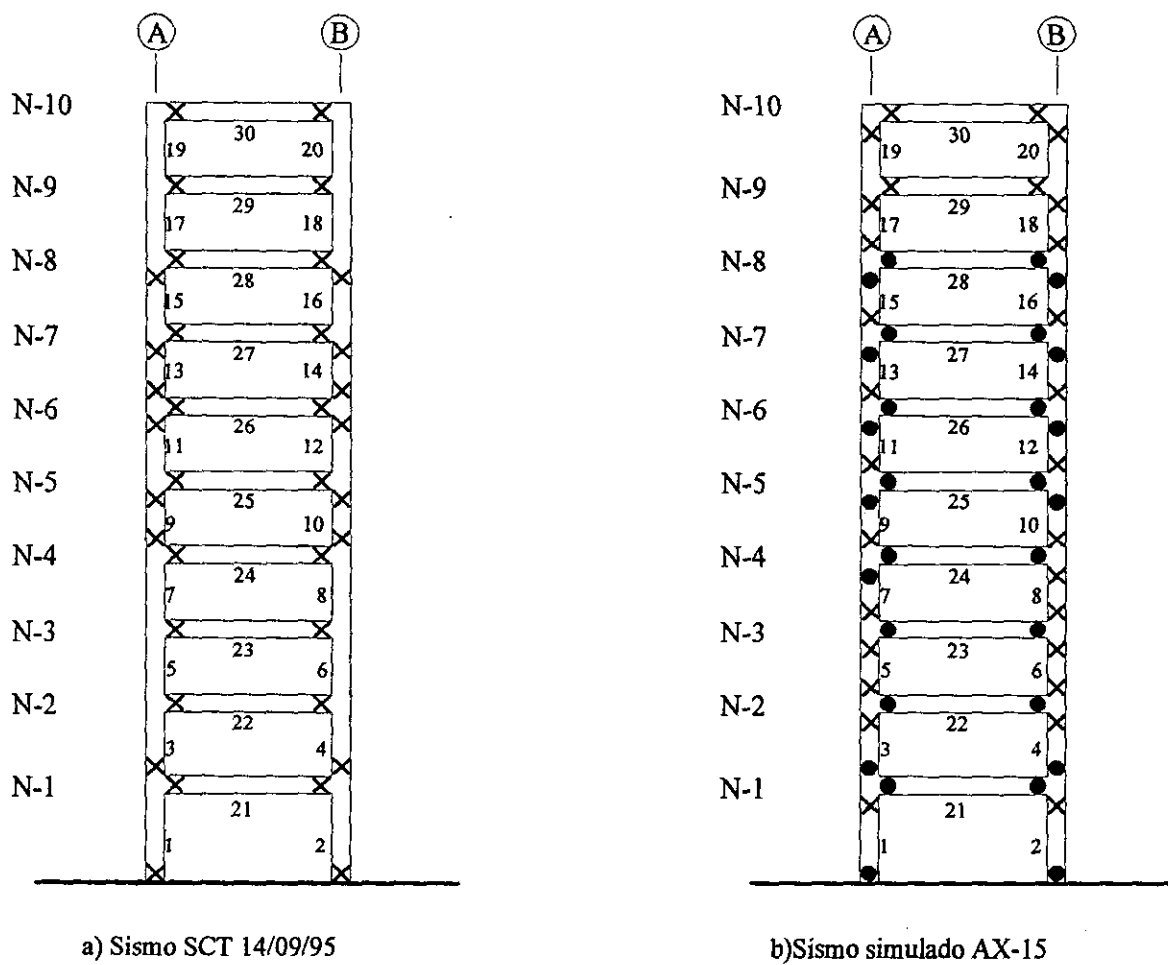 A B
N-10
30
19 20
N-9
29
17 18
N-8
28
15 16
N-7
27
13 14
N-6
26
11 12
N-5
25
9 10
N-4
24
7 8
N-3
23
5 6
N-2
22
3 4
N-1
21
1 2
a) Sismo SCT 14/09/95
A B
N-10
30
19 20
N-9
29
17 18
N-8
28
15 16
N-7
27
13 14
N-6
26
11 12
N-5
25
9 10
N-4
24
7 8
N-3
23
5 6
N-2
22
3 4
N-1
21
1 2
b)Sismo simulado AX-15